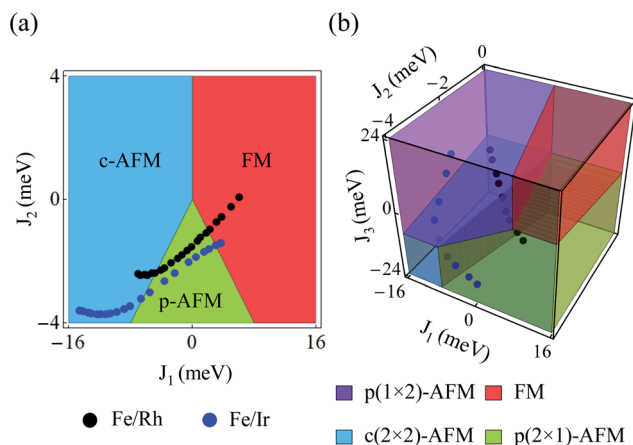 (a)
4
0
−4
J₂ (meV)
c-AFM
FM
p-AFM
−16
0
16
J₁ (meV)
Fe/Rh
Fe/Ir
(b)
J₂ (meV)
0
−2
−4
24
0
−24
J₃ (meV)
−16
0
16
J₁ (meV)
p(1×2)-AFM
FM
c(2×2)-AFM
p(2×1)-AFM